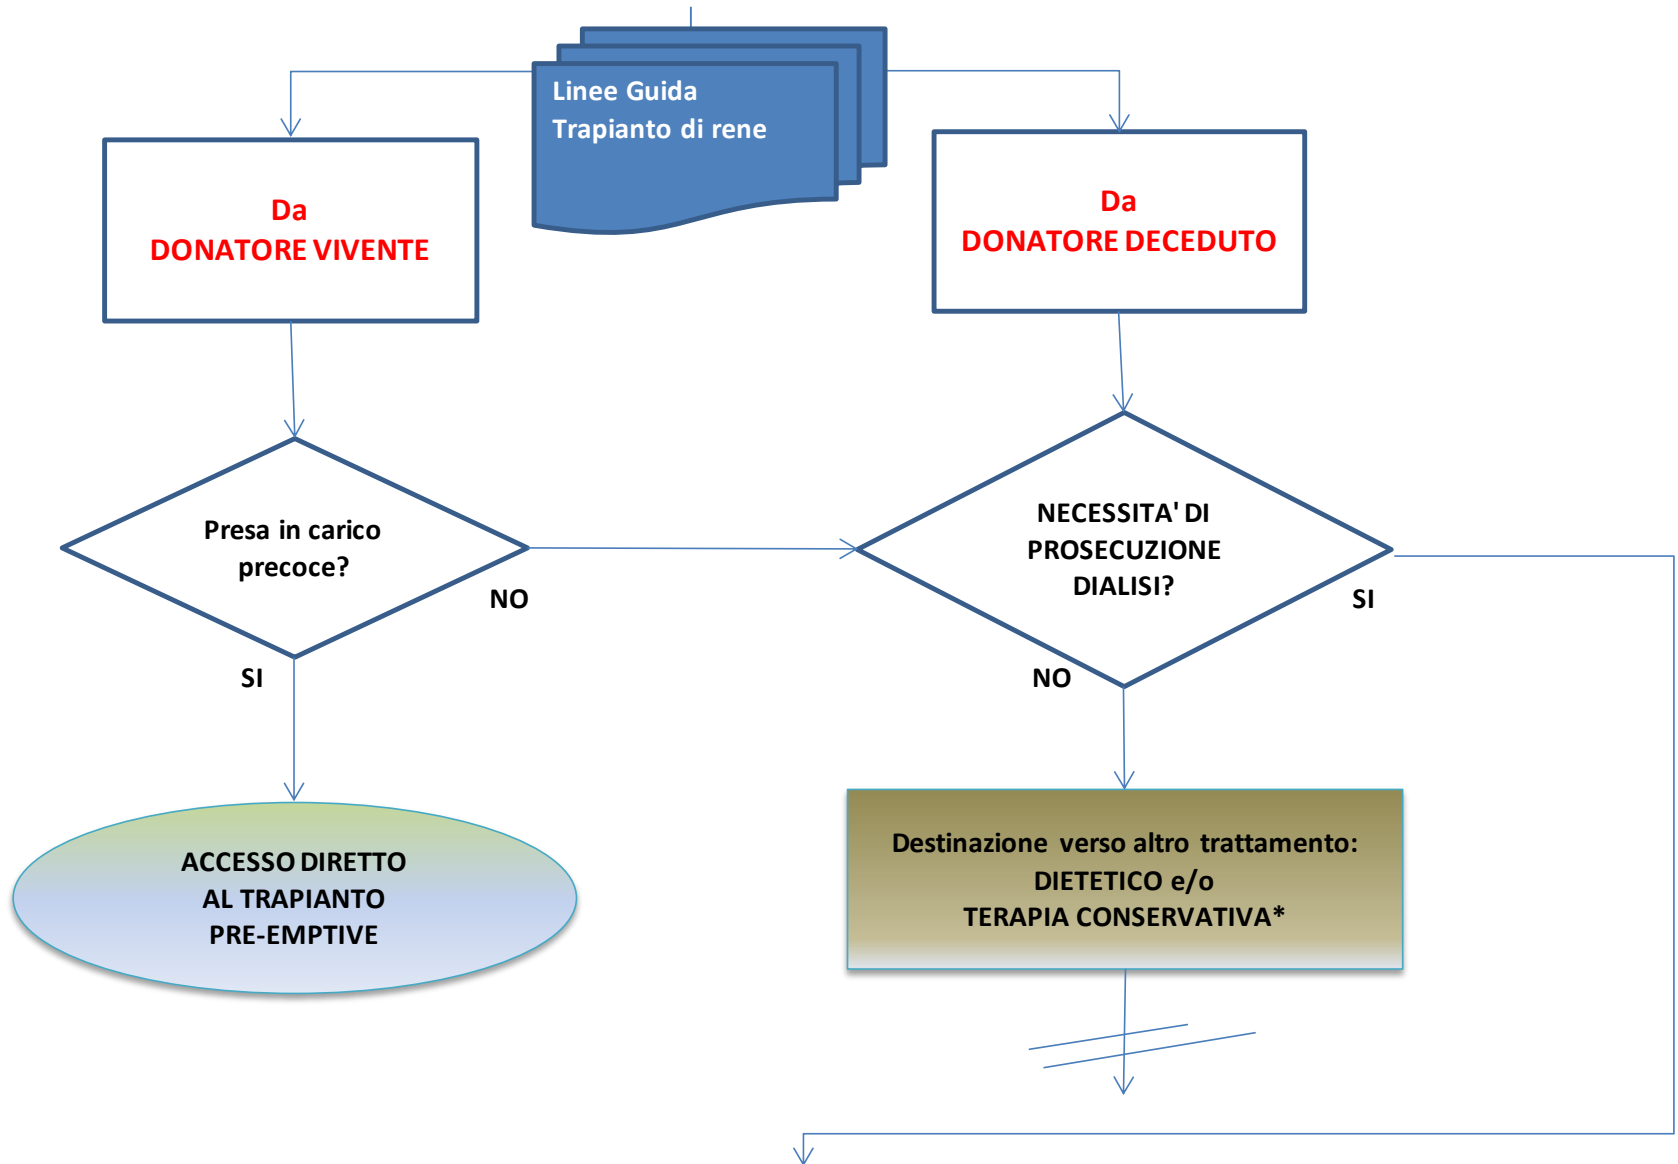 Linee Guida
Trapianto di rene
Da
DONATORE VIVENTE
Da
DONATORE DECEDUTO
Presa in carico
precoce?
NO
SI
NECESSITA' DI
PROSECUZIONE
DIALISI?
SI
NO
ACCESSO DIRETTO
AL TRAPIANTO
PRE-EMPTIVE
Destinazione verso altro trattamento:
DIETETICO e/o
TERAPIA CONSERVATIVA*